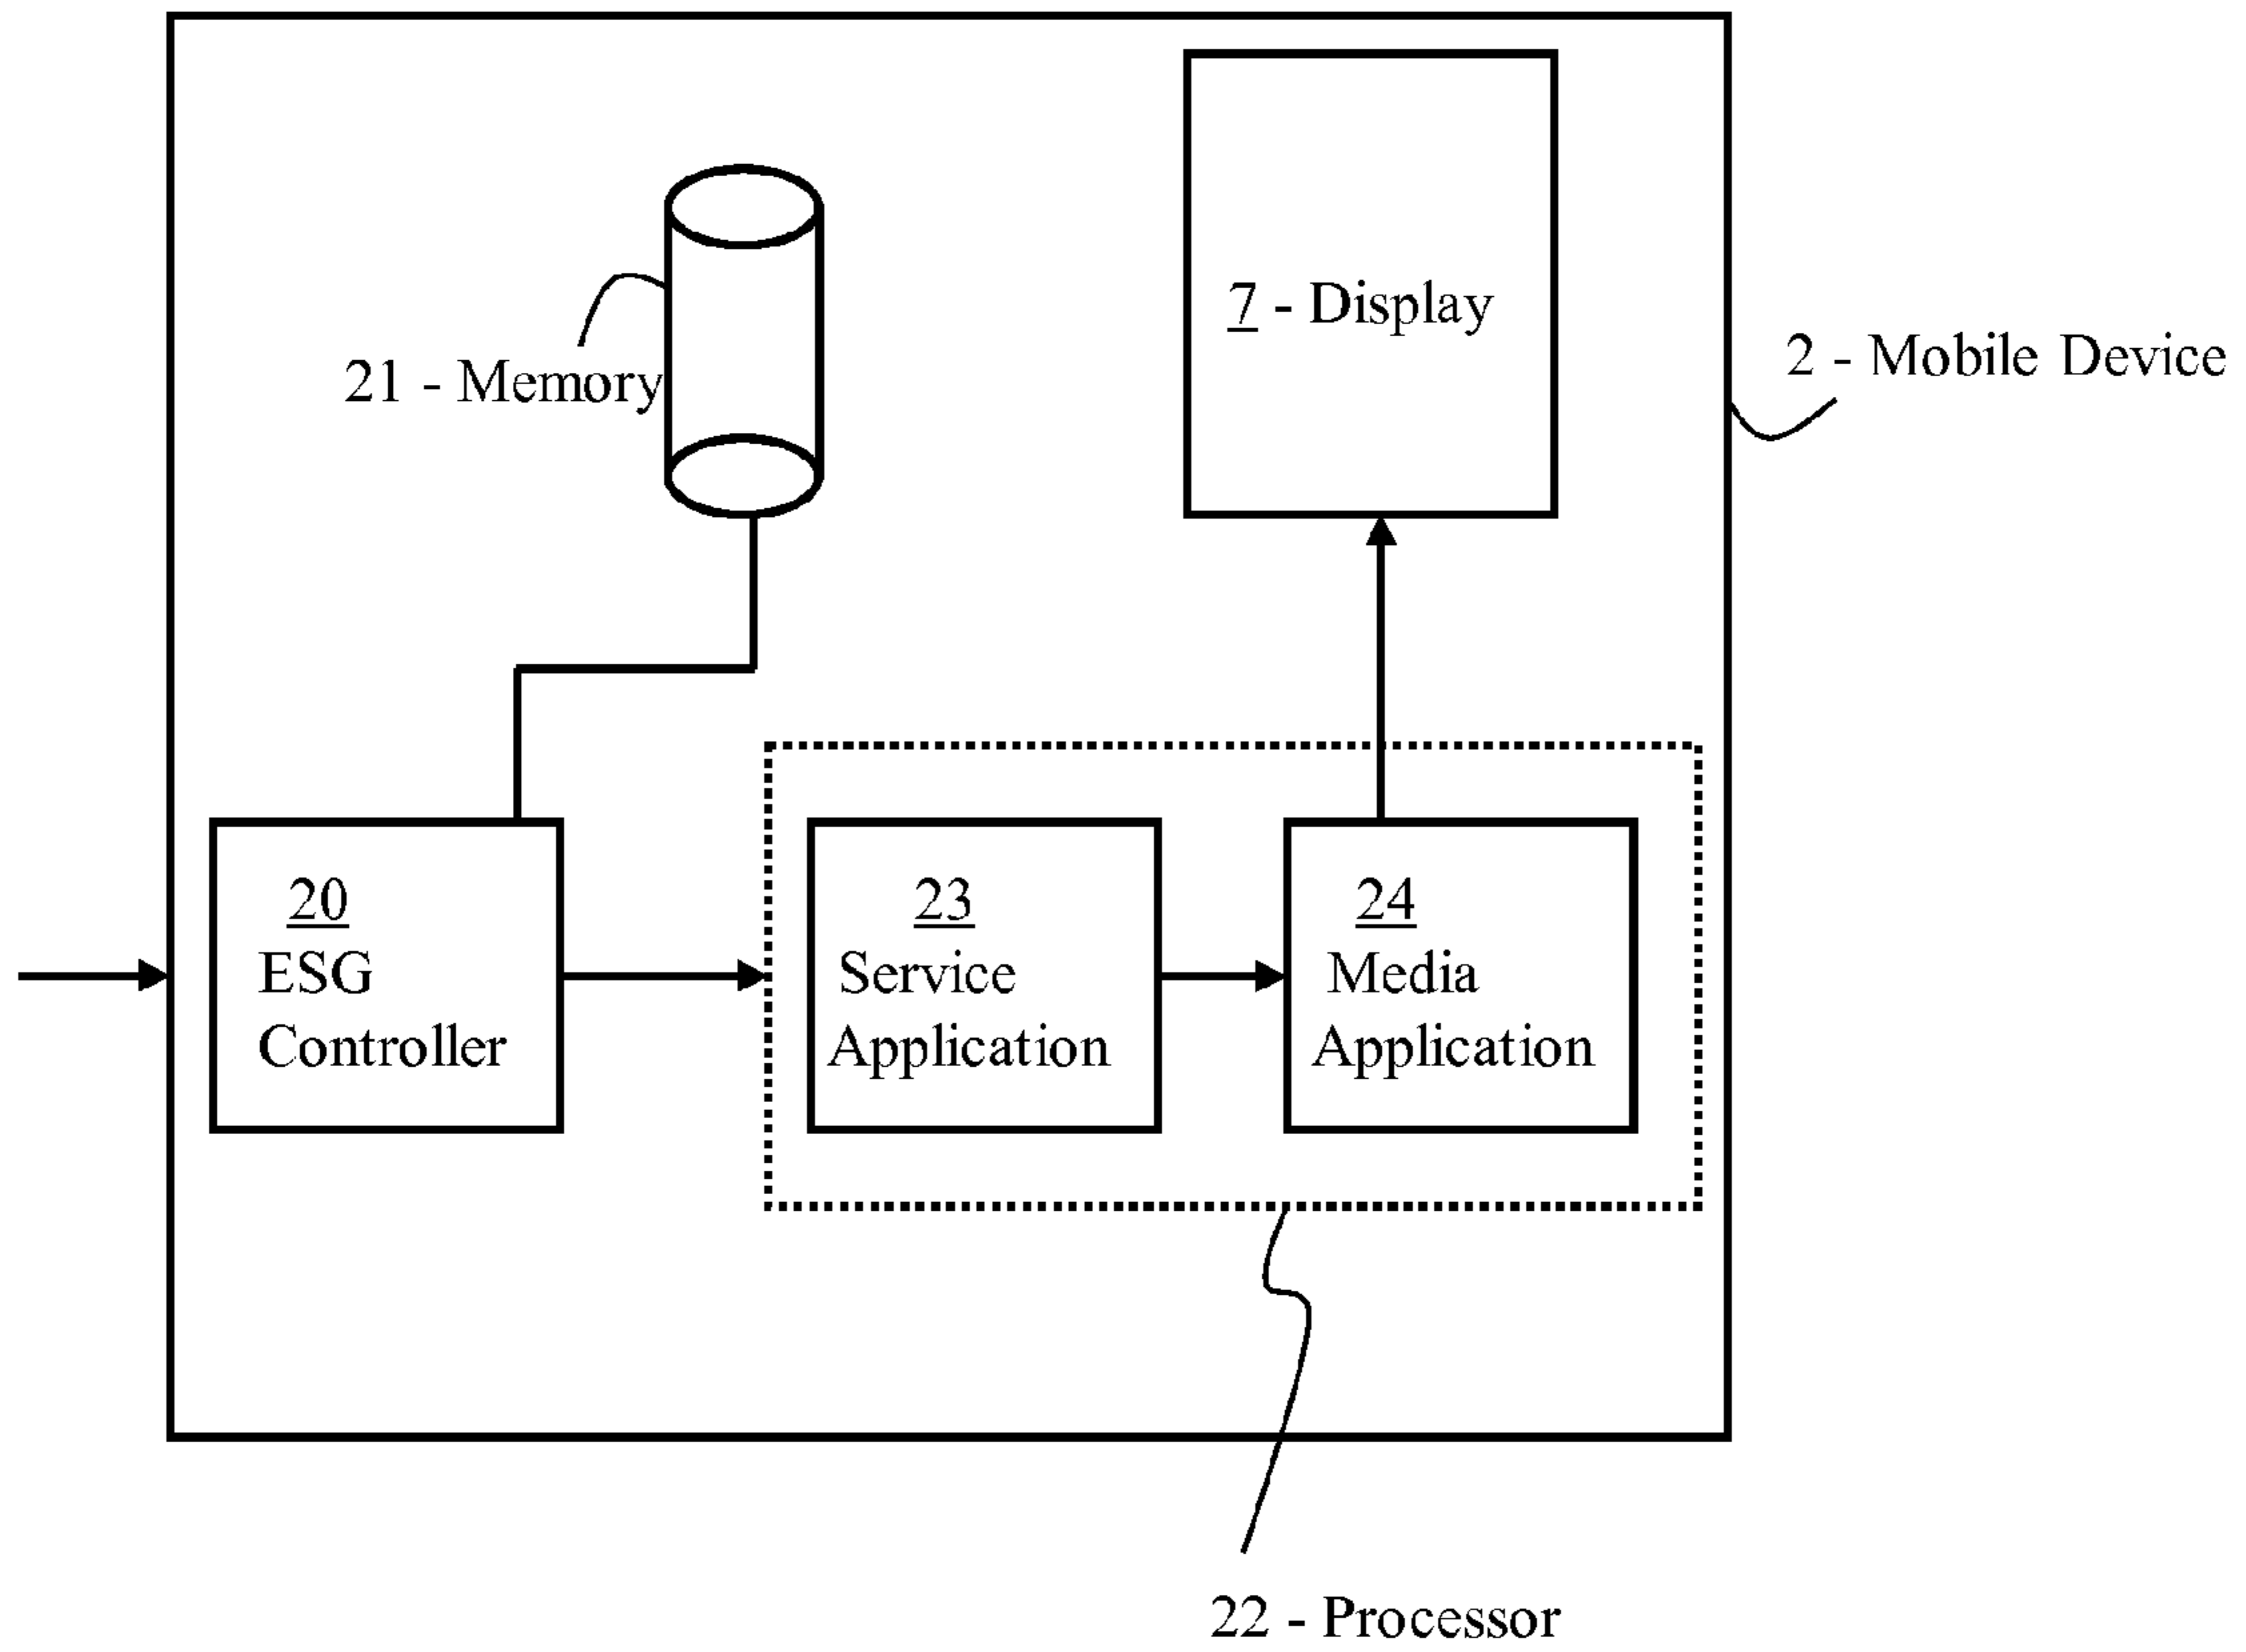 7 - Display
2 - Mobile Device
21 - Memory
20
ESG
Controller
23
Service
Application
24
Media
Application
22 - Processor